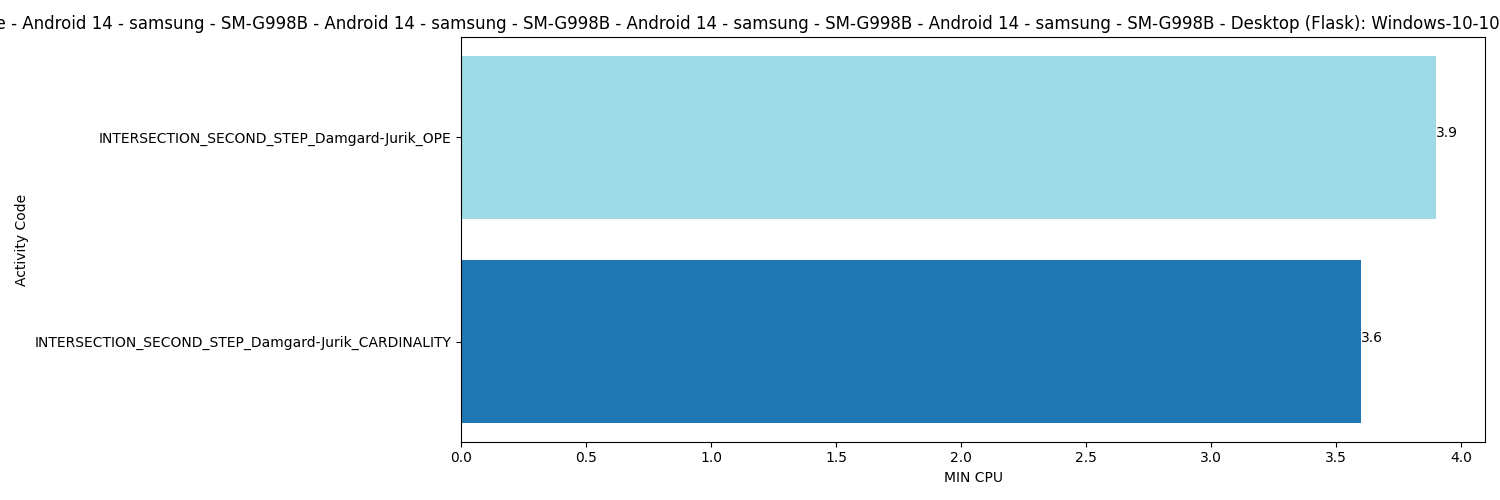 - Android 14 - samsung - SM-G998B - Android 14 - samsung - SM-G998B - Android 14 - samsung - SM-G998B - Android 14 - samsung - SM-G998B - Desktop (Flask): Windows-10-10
INTERSECTION_SECOND_STEP_Damgard-Jurik_OPE
3.9
Activity Code
INTERSECTION_SECOND_STEP_Damgard-Jurik_CARDINALITY
3.6
0.0 0.5 1.0 1.5 2.0 2.5 3.0 3.5 4.0
MIN CPU